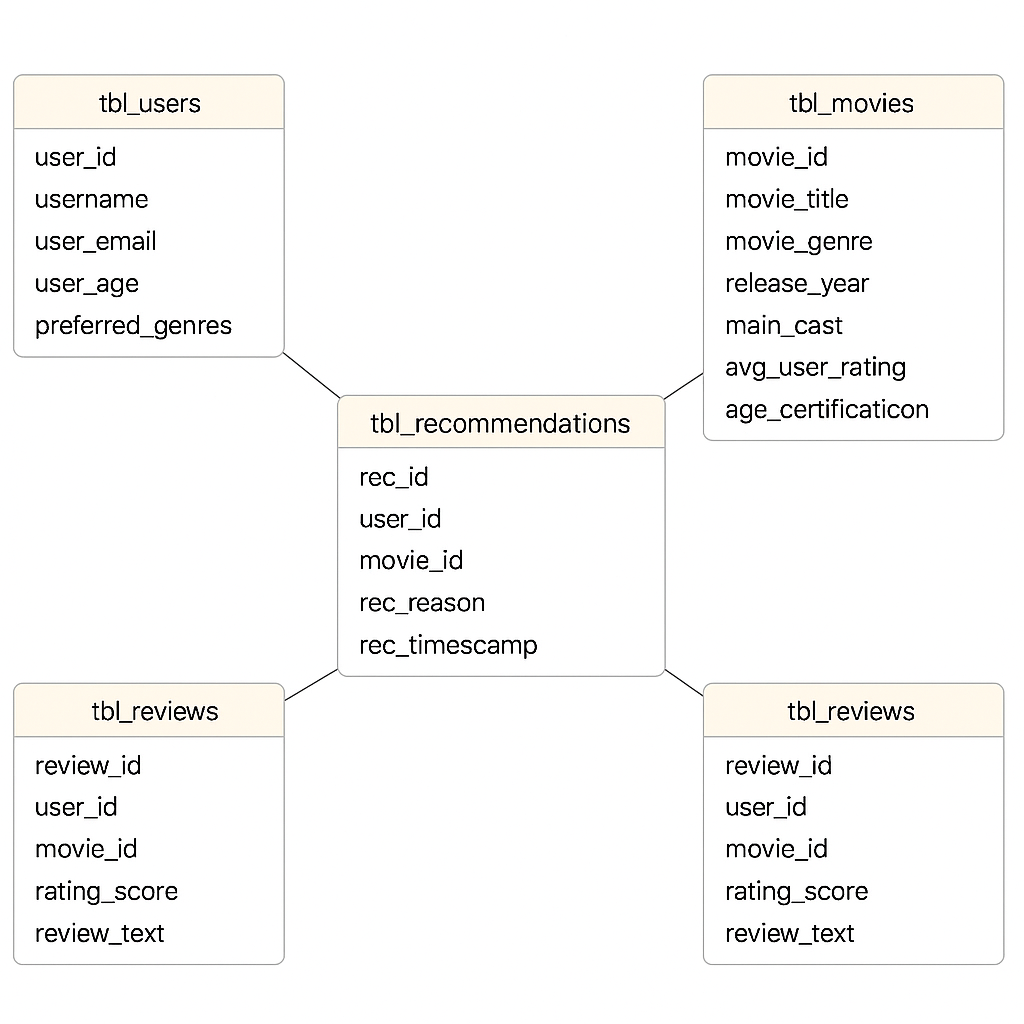 tbl_users
user_id
username
user_email
user_age
preferred_genres
tbl_movies
movie_id
movie_title
movie_genre
release_year
main_cast
avg_user_rating
age_certificaticon
tbl_recommendations
rec_id
user_id
movie_id
rec_reason
rec_timescamp
tbl_reviews
review_id
user_id
movie_id
rating_score
review_text
tbl_reviews
review_id
user_id
movie_id
rating_score
review_text